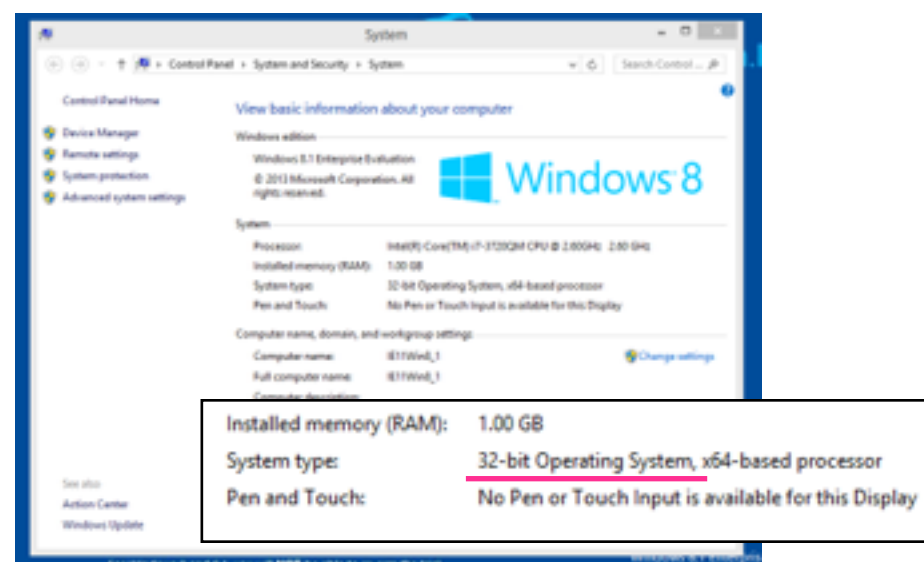 System
Control Panel ▸ System and Security ▸ System
Search Control ...
Control Panel Home
Device Manager
Remote settings
System protection
Advanced system settings
View basic information about your computer
Windows edition
Windows 8.1 Enterprise Evaluation
© 2013 Microsoft Corporation. All
rights reserved.
Windows 8
System
Processor: Intel(R) Core(TM) i7-3720QM CPU @ 2.60GHz 2.60 GHz
Installed memory (RAM): 1.00 GB
System type: 32-bit Operating System, x64-based processor
Pen and Touch: No Pen or Touch Input is available for this Display
Computer name, domain, and workgroup settings
Computer name: IE11Win8_1
Change settings
Full computer name: IE11Win8_1
Computer description:
Installed memory (RAM): 1.00 GB
System type: 32-bit Operating System, x64-based processor
Pen and Touch: No Pen or Touch Input is available for this Display
See also
Action Center
Windows Update